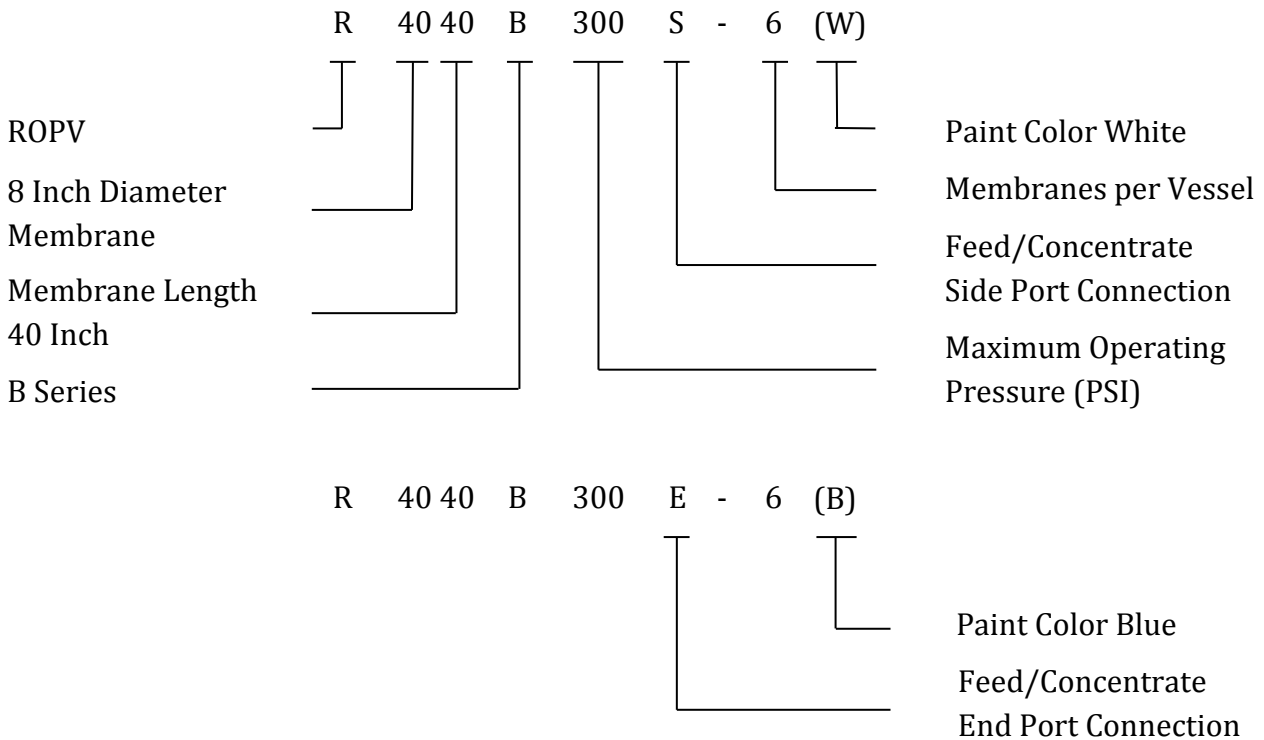 R 40 40 B 300 S - 6 (W)
ROPV
8 Inch Diameter
Membrane
Membrane Length
40 Inch
B Series
Paint Color White
Membranes per Vessel
Feed/Concentrate
Side Port Connection
Maximum Operating
Pressure (PSI)
R 40 40 B 300 E - 6 (B)
Paint Color Blue
Feed/Concentrate
End Port Connection